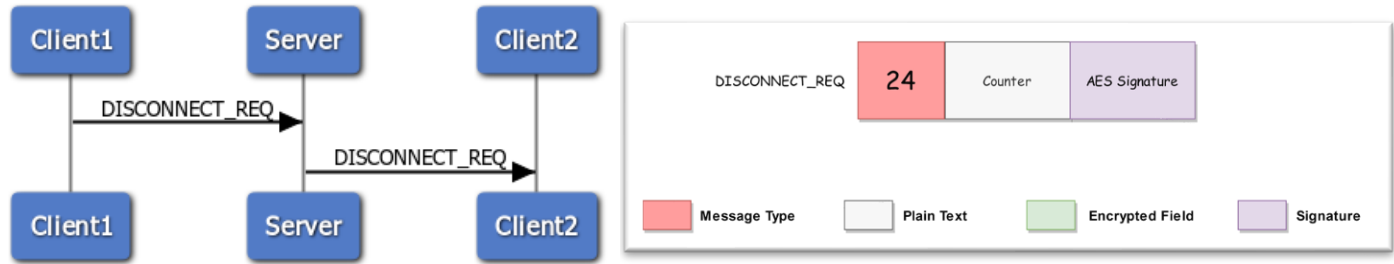 Client1
Server
Client2
DISCONNECT_REQ
DISCONNECT_REQ
Client1
Server
Client2
DISCONNECT_REQ
24
Counter
AES Signature
Message Type
Plain Text
Encrypted Field
Signature